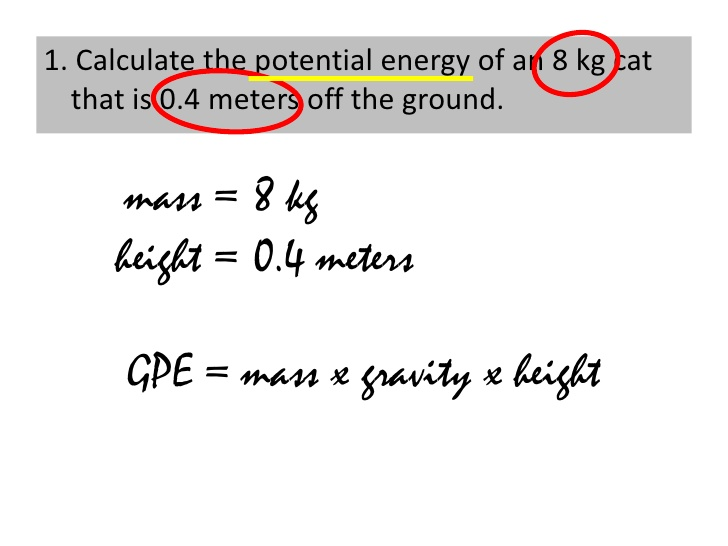 1. Calculate the potential energy of an 8 kg cat
that is 0.4 meters off the ground.
mass = 8 kg
height = 0.4 meters
GPE = mass x gravity x height